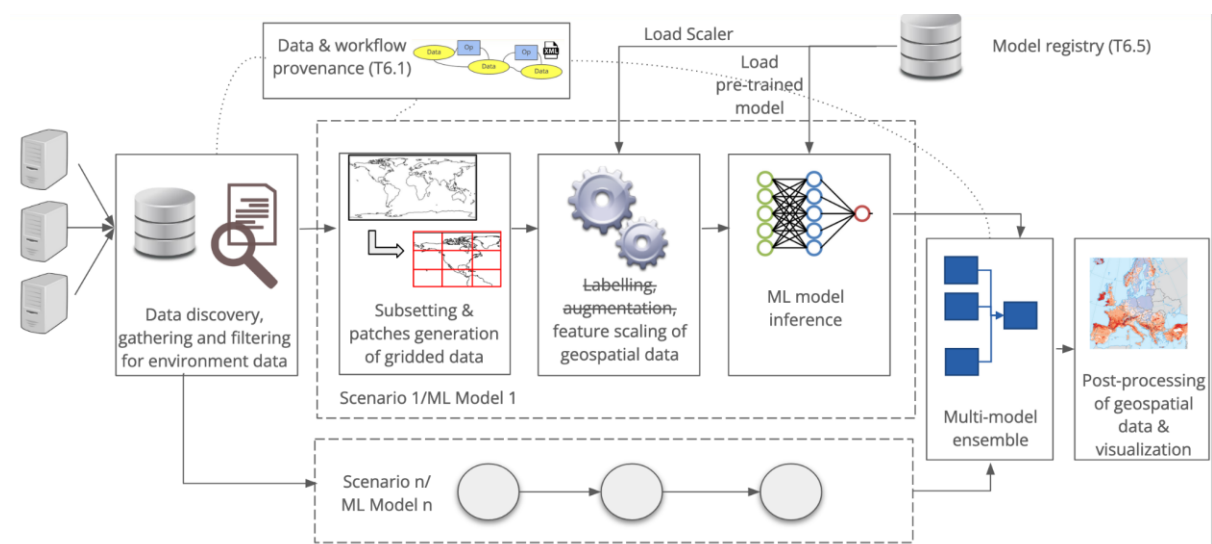 Data & workflow
provenance (T6.1)
Data
Op
Data
Op
Data
XML
Load Scaler
Load
pre-trained
model
Model registry (T6.5)
Data discovery,
gathering and filtering
for environment data
Subsetting &
patches generation
of gridded data
Labelling,
augmentation,
feature scaling of
geospatial data
ML model
inference
Scenario 1/ML Model 1
Multi-model
ensemble
Post-processing
of geospatial
data &
visualization
Scenario n/
ML Model n